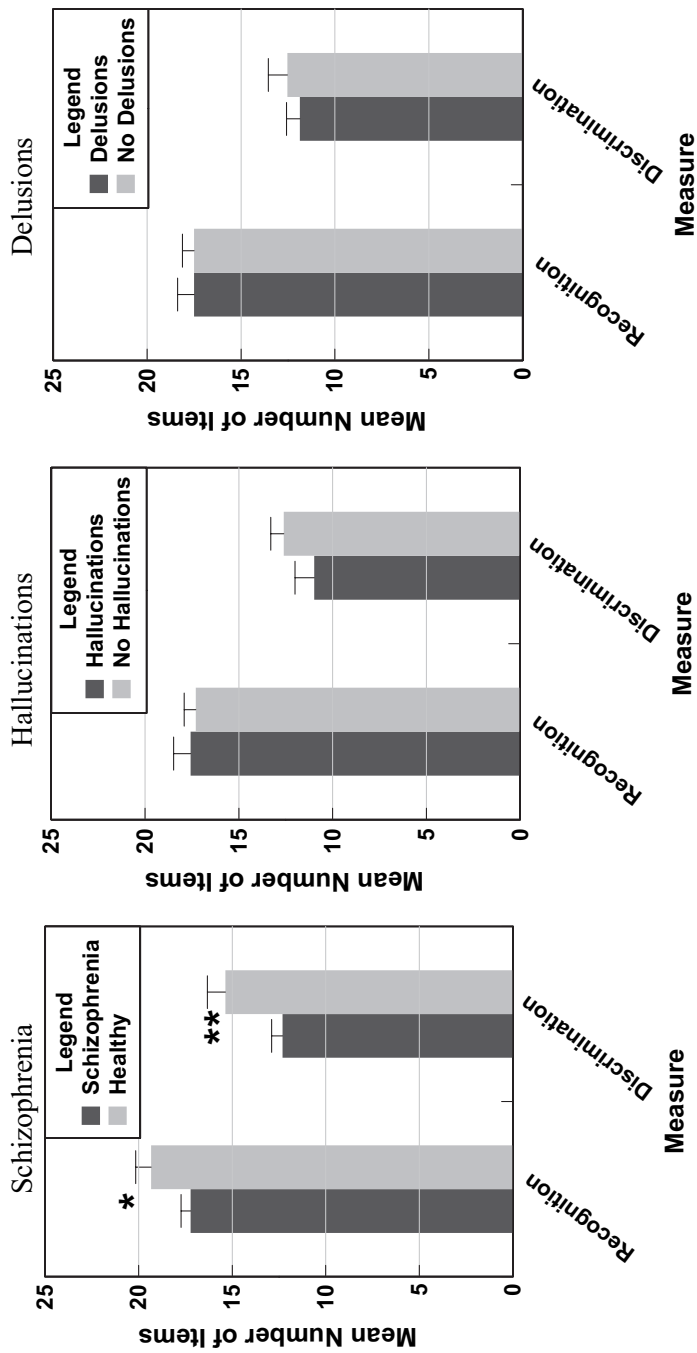 Schizophrenia
Legend
Schizophrenia
Healthy
Mean Number of Items
25
20
15
10
5
0
*
**
Recognition
Discrimination
Measure
Hallucinations
Legend
Hallucinations
No Hallucinations
Mean Number of Items
25
20
15
10
5
0
Recognition
Discrimination
Measure
Delusions
Legend
Delusions
No Delusions
Mean Number of Items
25
20
15
10
5
0
Recognition
Discrimination
Measure